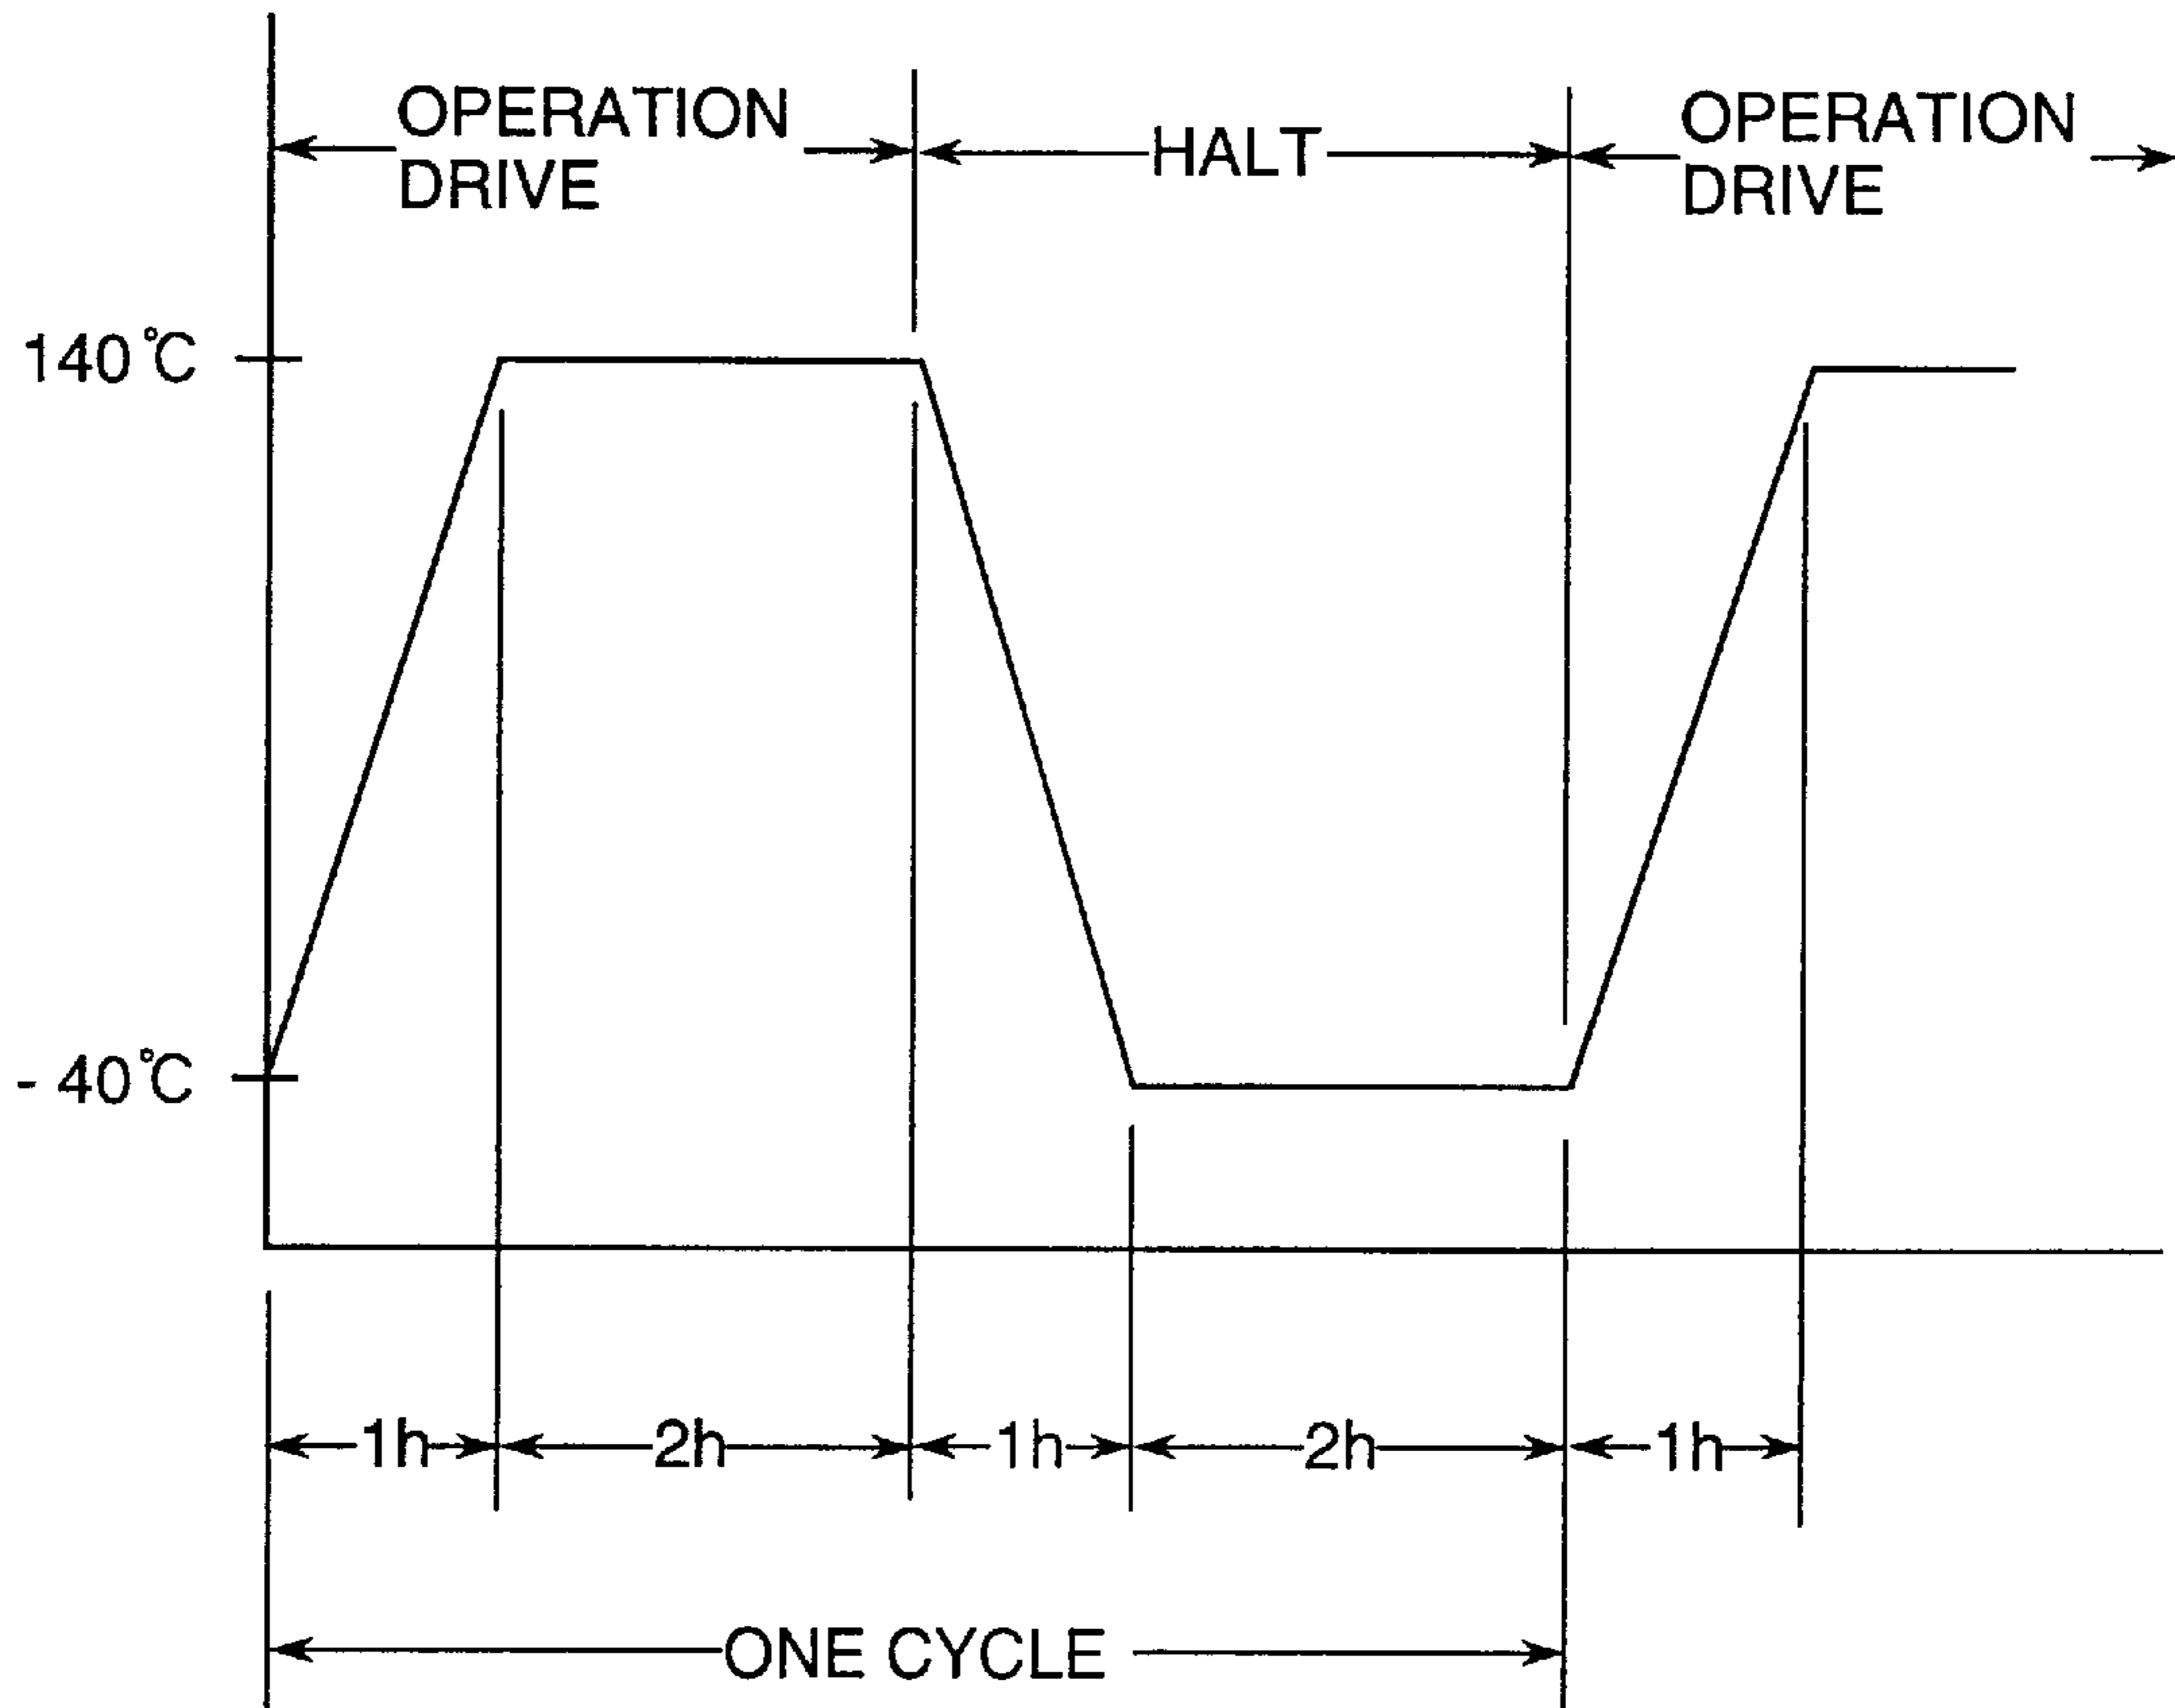 OPERATION
DRIVE
HALT
OPERATION
DRIVE
140℃
- 40℃
1h
2h
1h
2h
1h
ONE CYCLE